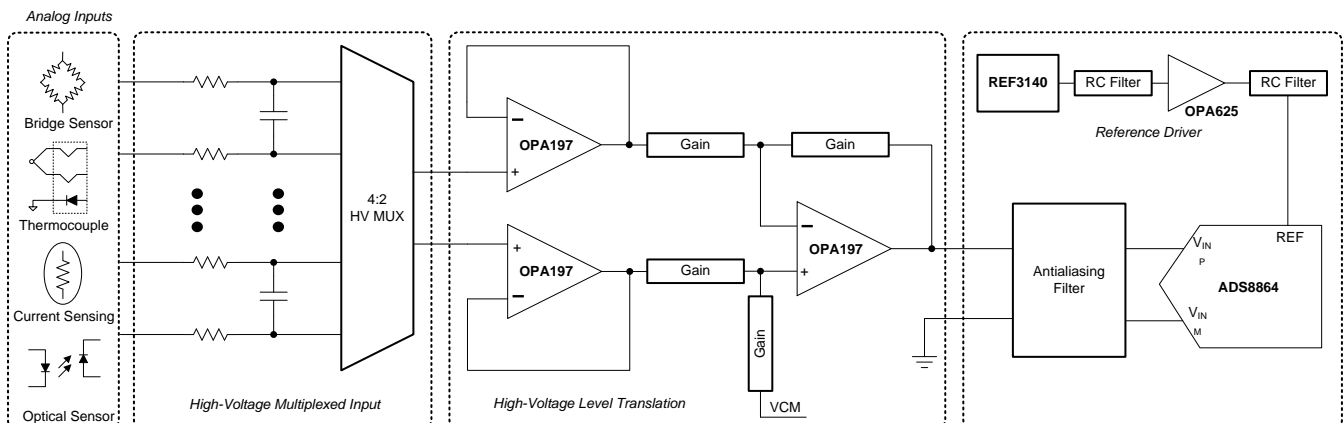 Analog Inputs
Bridge Sensor
Thermocouple
Current Sensing
Optical Sensor
4:2
HV MUX
High-Voltage Multiplexed Input
OPA197
OPA197
Gain
Gain
Gain
Gain
VCM
OPA197
High-Voltage Level Translation
REF3140
RC Filter
OPA625
RC Filter
Reference Driver
Antialiasing
Filter
REF
VINP
ADS8864
VINM